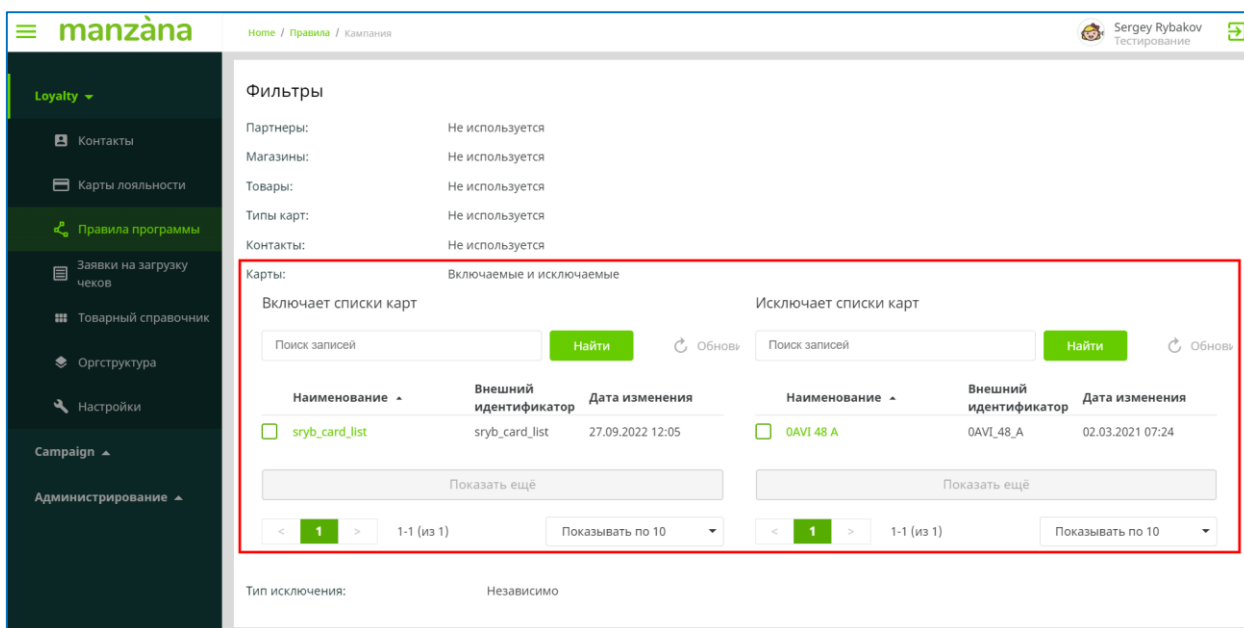 manzàna
Home / Правила / Кампания
Sergey Rybakov
Тестирование
Loyalty
Контакты
Карты лояльности
Правила программы
Заявки на загрузку
чеков
Товарный справочник
Оргструктура
Настройки
Campaign
Администрирование
Фильтры
Партнеры: Не используется
Магазины: Не используется
Товары: Не используется
Типы карт: Не используется
Контакты: Не используется
Карты: Включаемые и исключаемые
Включает списки карт
Поиск записей Найти Обнови
Наименование Внешний идентификатор Дата изменения
sryb_card_list sryb_card_list 27.09.2022 12:05
Показать ещё
< 1 > 1-1 (из 1) Показывать по 10
Исключает списки карт
Поиск записей Найти Обнови
Наименование Внешний идентификатор Дата изменения
0AVI 48 A 0AVI_48_A 02.03.2021 07:24
Показать ещё
< 1 > 1-1 (из 1) Показывать по 10
Тип исключения: Независимо